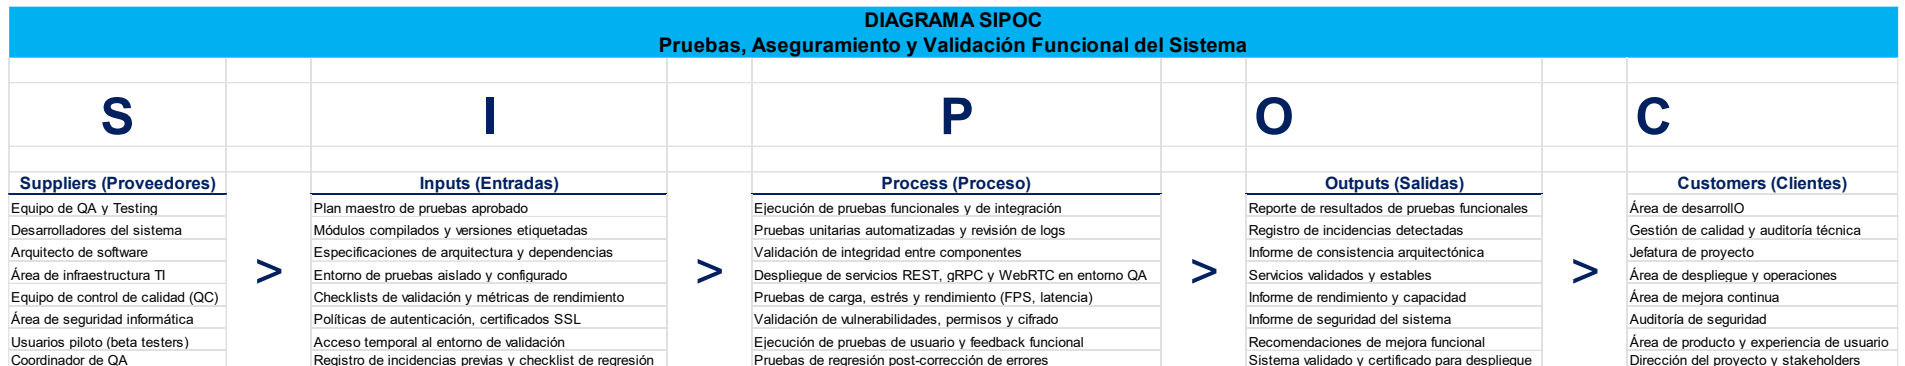 DIAGRAMA SIPOC
Pruebas, Aseguramiento y Validación Funcional del Sistema
S I P O C
Suppliers (Proveedores) Inputs (Entradas) Process (Proceso) Outputs (Salidas) Customers (Clientes)
Equipo de QA y Testing Plan maestro de pruebas aprobado Ejecución de pruebas funcionales y de integración Reporte de resultados de pruebas funcionales Área de desarrollO
Desarrolladores del sistema Módulos compilados y versiones etiquetadas Pruebas unitarias automatizadas y revisión de logs Registro de incidencias detectadas Gestión de calidad y auditoría técnica
Arquitecto de software Especificaciones de arquitectura y dependencias Validación de integridad entre componentes Informe de consistencia arquitectónica Jefatura de proyecto
Área de infraestructura TI > Entorno de pruebas aislado y configurado > Despliegue de servicios REST, gRPC y WebRTC en entorno QA > Servicios validados y estables > Área de despliegue y operaciones
Equipo de control de calidad (QC) Checklists de validación y métricas de rendimiento Pruebas de carga, estrés y rendimiento (FPS, latencia) Informe de rendimiento y capacidad Área de mejora continua
Área de seguridad informática Políticas de autenticación, certificados SSL Validación de vulnerabilidades, permisos y cifrado Informe de seguridad del sistema Auditoría de seguridad
Usuarios piloto (beta testers) Acceso temporal al entorno de validación Ejecución de pruebas de usuario y feedback funcional Recomendaciones de mejora funcional Área de producto y experiencia de usuario
Coordinador de QA Registro de incidencias previas y checklist de regresión Pruebas de regresión post-corrección de errores Sistema validado y certificado para despliegue Dirección del proyecto y stakeholders